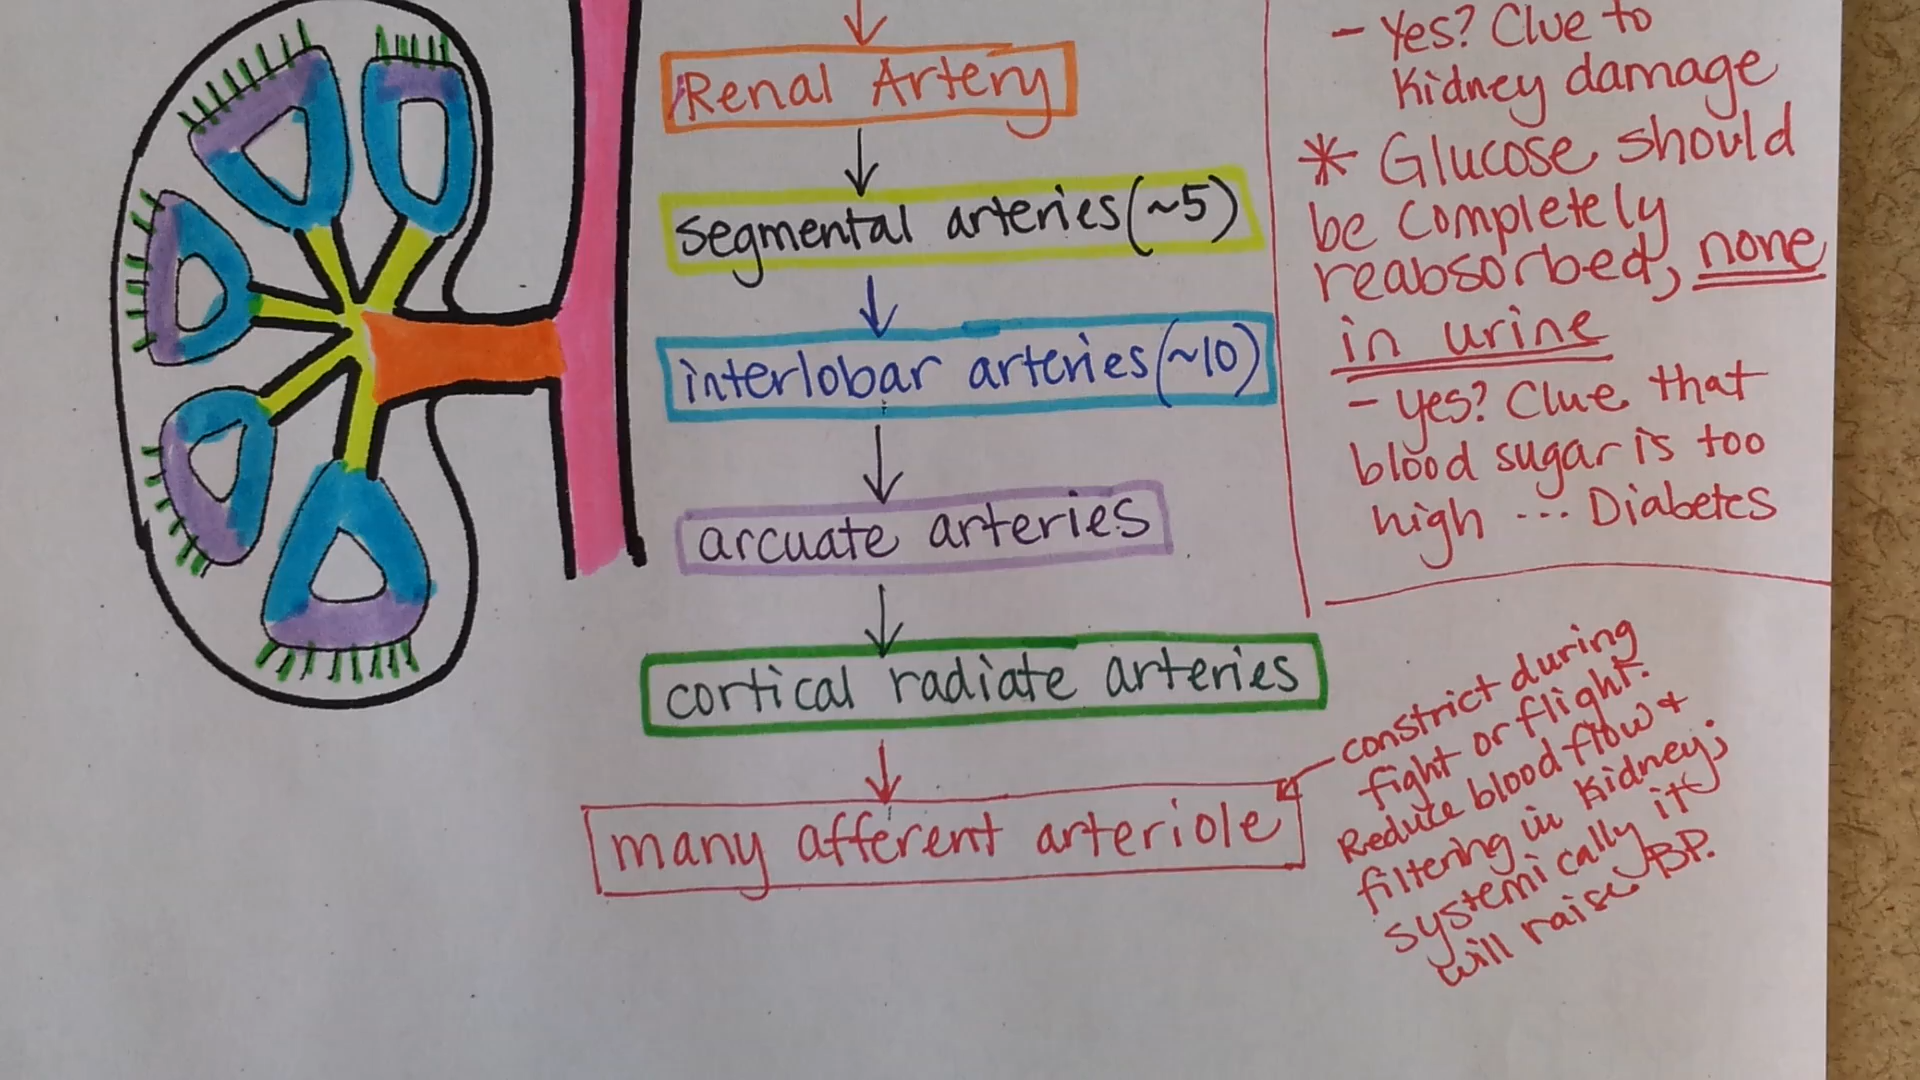 Renal Artery
segmental arteries (~5)
interlobar arteries (~10)
arcuate arteries
cortical radiate arteries
many afferent arteriole
- Yes? Clue to
Kidney damage
* Glucose should
be completely
reabsorbed, none
in urine
- yes? Clue that
blood sugar is too
high ... Diabetes
constrict during
fight or flight.
Reduce blood flow +
filtering in Kidney;
systemically it
will raise BP.